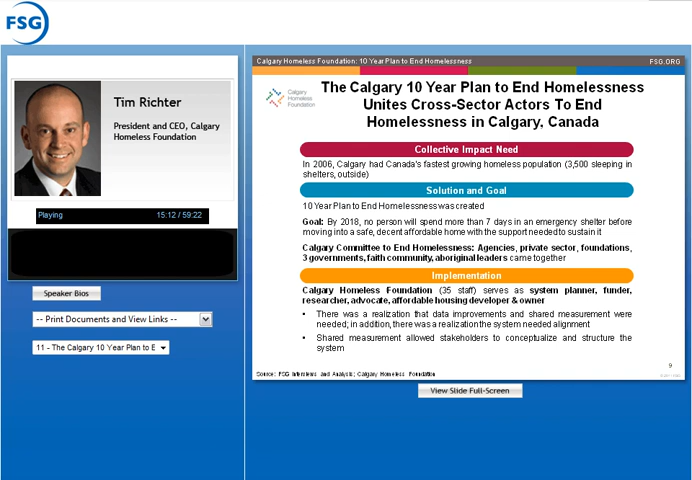 FSG
Tim Richter
President and CEO, Calgary
Homeless Foundation
Playing
15:12 / 59:22
Speaker Bios
-- Print Documents and View Links --
11 - The Calgary 10 Year Plan to E
Calgary Homeless Foundation: 10 Year Plan to End Homelessness
FSG.ORG
Calgary
Homeless
Foundation
The Calgary 10 Year Plan to End Homelessness
Unites Cross-Sector Actors To End
Homelessness in Calgary, Canada
Collective Impact Need
In 2006, Calgary had Canada's fastest growing homeless population (3,500 sleeping in
shelters, outside)
Solution and Goal
10 Year Plan to End Homelessness was created
Goal: By 2018, no person will spend more than 7 days in an emergency shelter before
moving into a safe, decent affordable home with the support needed to sustain it
Calgary Committee to End Homelessness: Agencies, private sector, foundations,
3 governments, faith community, aboriginal leaders came together
Implementation
Calgary Homeless Foundation (35 staff) serves as system planner, funder,
researcher, advocate, affordable housing developer & owner
• There was a realization that data improvements and shared measurement were
needed; in addition, there was a realization the system needed alignment
• Shared measurement allowed stakeholders to conceptualize and structure the
system
9
Source: FSG Interviews and Analysis; Calgary Homeless Foundation
View Slide Full-Screen